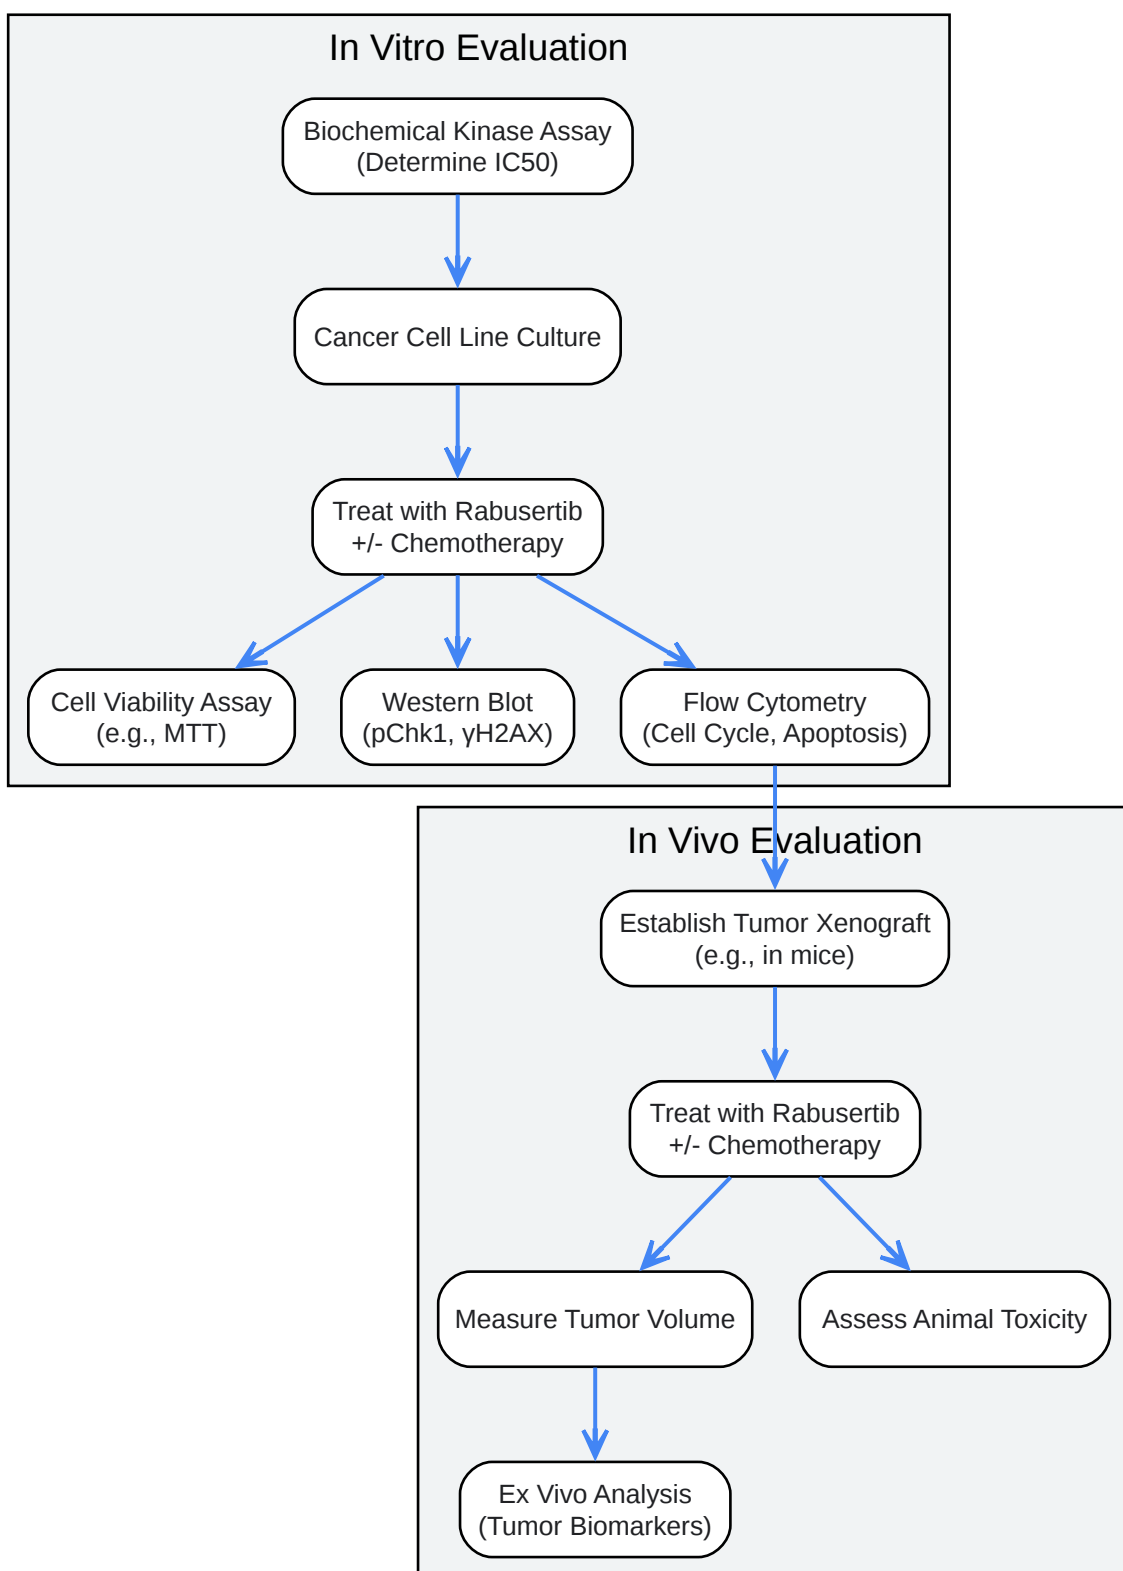 In Vitro Evaluation
Biochemical Kinase Assay
(Determine IC50)
Cancer Cell Line Culture
Treat with Rabusertib
+/- Chemotherapy
Cell Viability Assay
(e.g., MTT)
Western Blot
(pChk1, γH2AX)
Flow Cytometry
(Cell Cycle, Apoptosis)
In Vivo Evaluation
Establish Tumor Xenograft
(e.g., in mice)
Treat with Rabusertib
+/- Chemotherapy
Measure Tumor Volume
Assess Animal Toxicity
Ex Vivo Analysis
(Tumor Biomarkers)